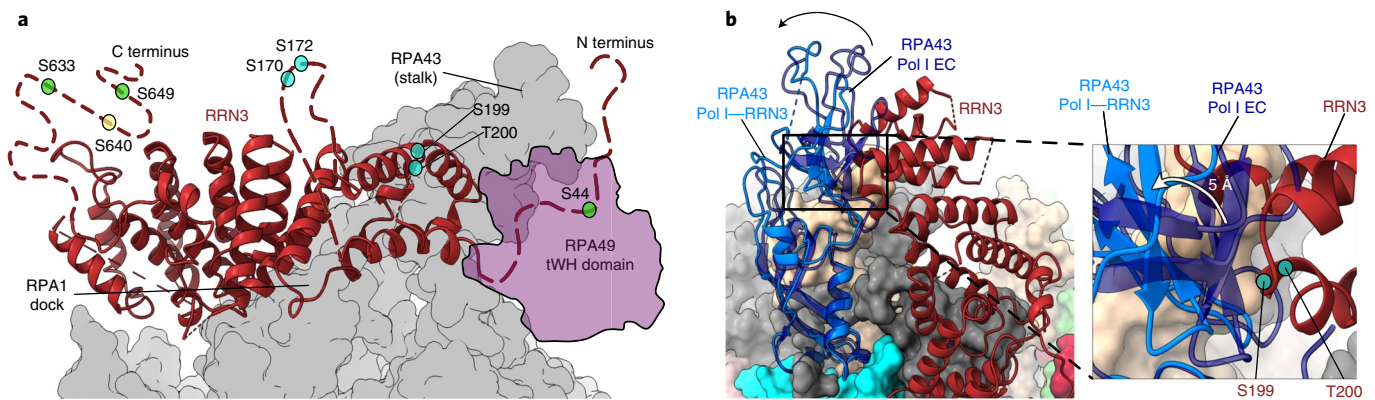 a
C terminus
S633
S649
S640
S172
S170
RRN3
RPA43
(stalk)
N terminus
S199
T200
S44
RPA49
tWH domain
RPA1
dock
b
RPA43
Pol I EC
RPA43
Pol I—RRN3
RRN3
RPA43
Pol I—RRN3
RPA43
Pol I EC
RRN3
5 Å
S199
T200